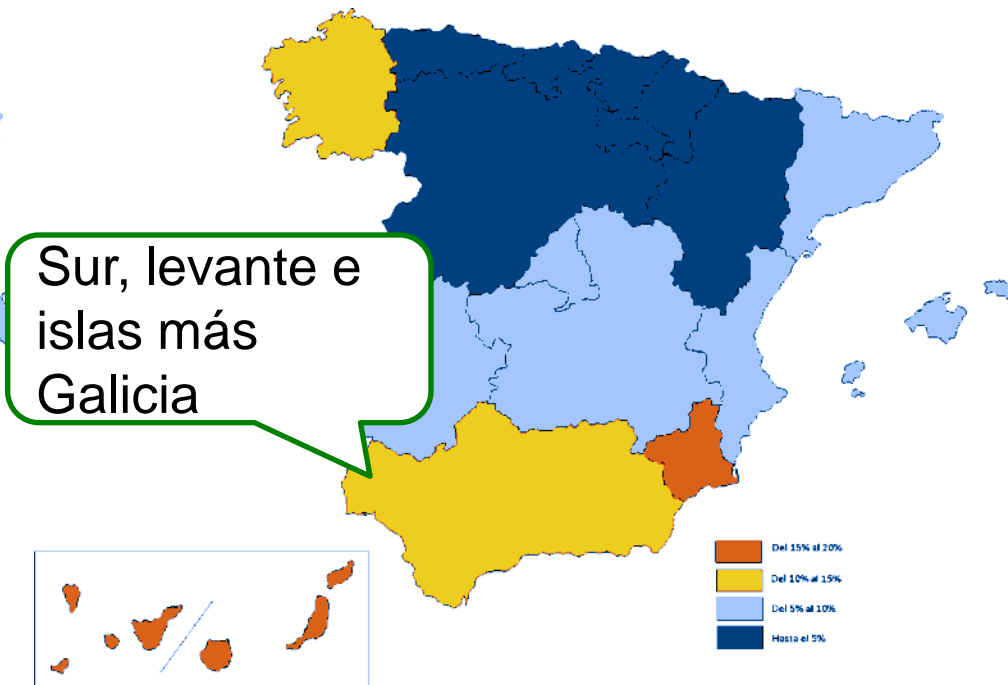 Sur, levante e
islas más
Galicia
Del 15% al 20%
Del 10% al 15%
Del 5% al 10%
Hasta el 5%